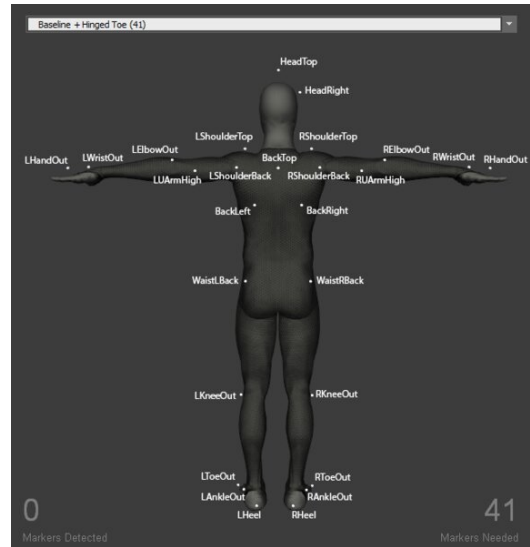 Baseline + Hinged Toe (41)
HeadTop
HeadRight
LShoulderTop RShoulderTop
LElbowOut BackTop RElbowOut
LHandOut LWristOut RWristOut RHandOut
LUArmHigh LShoulderBack RShoulderBack RUArmHigh
BackLeft BackRight
WaistLBack WaistRBack
LKneeOut RKneeOut
LToeOut RToeOut
LAnkleOut RAnkleOut
LHeel RHeel
0 41
Markers Detected Markers Needed